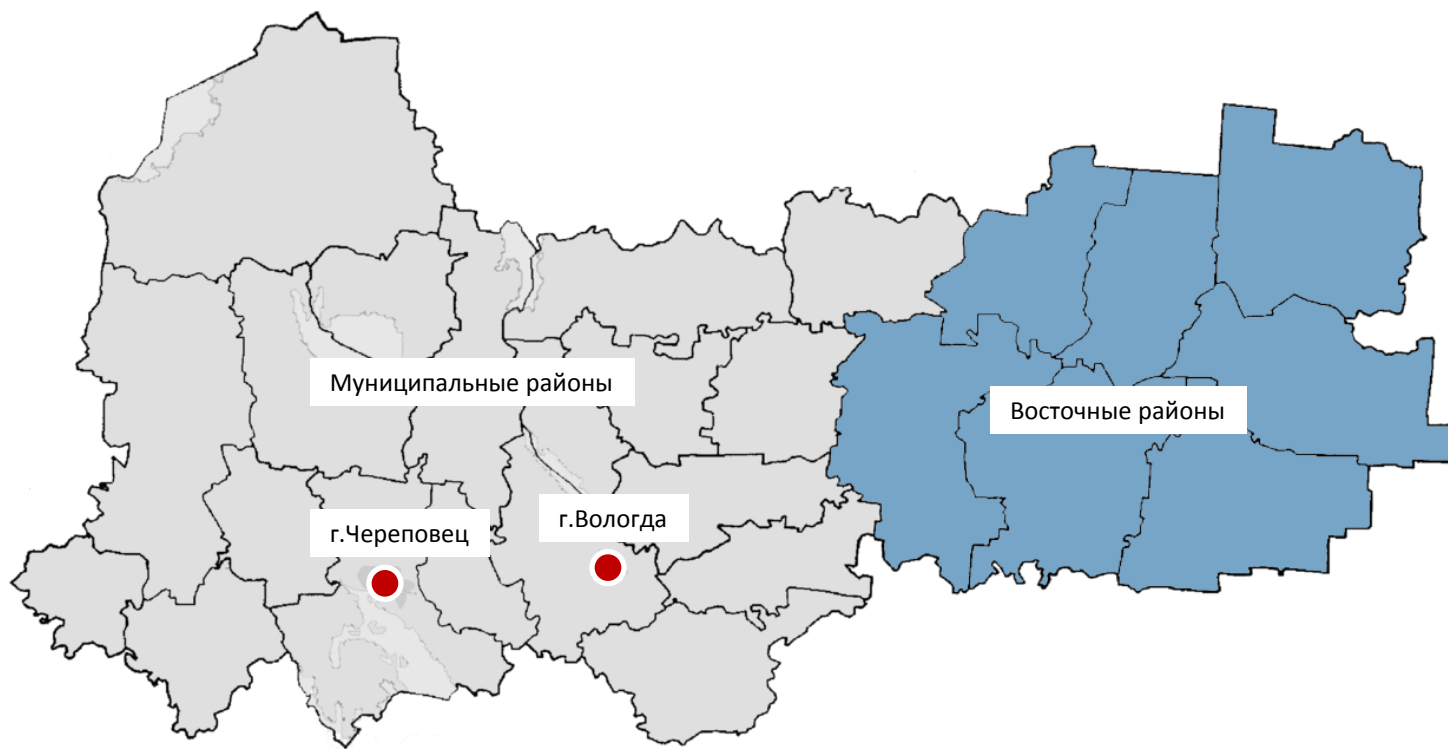 Муниципальные районы
Восточные районы
г.Череповец
г.Вологда